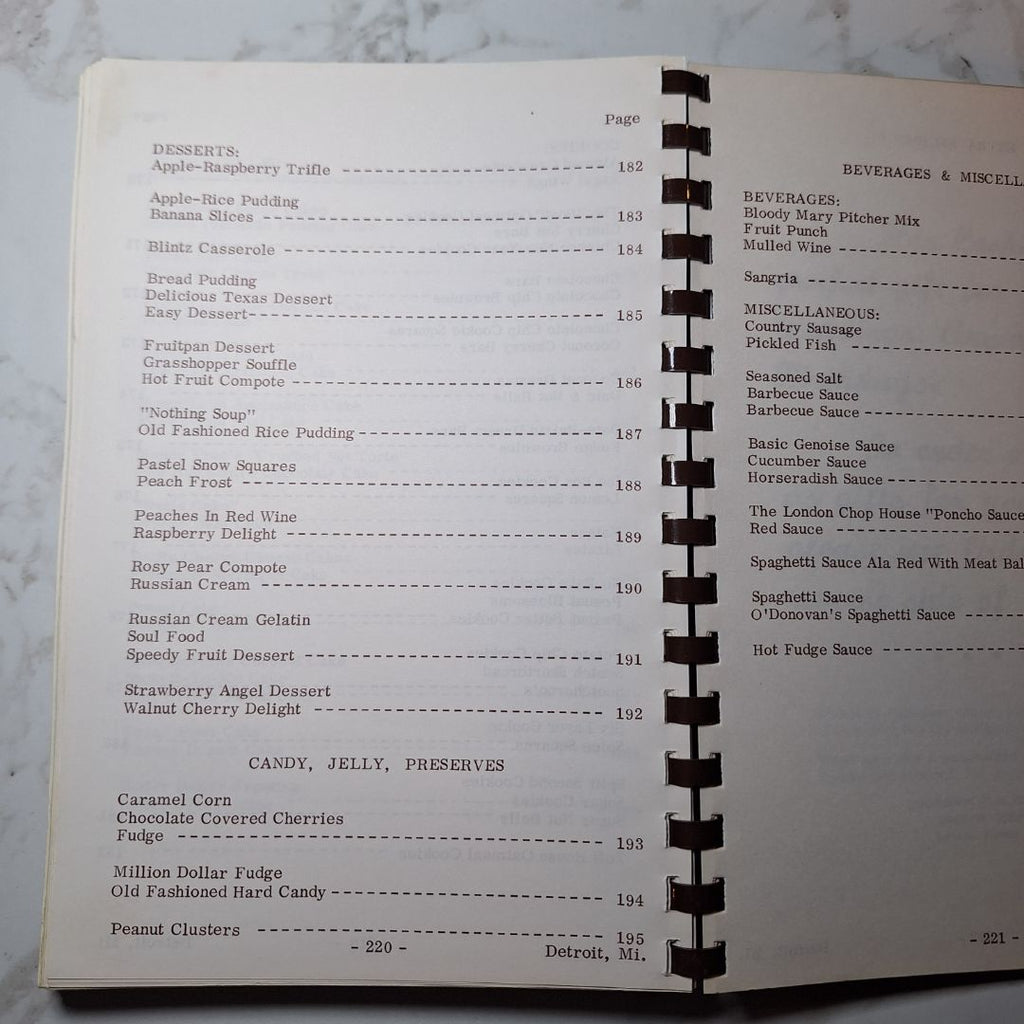 Page
DESSERTS:
Apple-Raspberry Trifle ------------------------------ 182
Apple-Rice Pudding
Banana Slices ------------------------------ 183
Blintz Casserole ------------------------------ 184
Bread Pudding
Delicious Texas Dessert
Easy Dessert------------------------------ 185
Fruitpan Dessert
Grasshopper Souffle
Hot Fruit Compote ------------------------------ 186
"Nothing Soup"
Old Fashioned Rice Pudding------------------------------ 187
Pastel Snow Squares
Peach Frost ------------------------------ 188
Peaches In Red Wine
Raspberry Delight ------------------------------ 189
Rosy Pear Compote
Russian Cream ------------------------------ 190
Russian Cream Gelatin
Soul Food
Speedy Fruit Dessert ------------------------------ 191
Strawberry Angel Dessert
Walnut Cherry Delight ------------------------------ 192
CANDY, JELLY, PRESERVES
Caramel Corn
Chocolate Covered Cherries
Fudge ------------------------------ 193
Million Dollar Fudge
Old Fashioned Hard Candy ------------------------------ 194
Peanut Clusters ------------------------------ 195
- 220 -
Detroit, Mi.
BEVERAGES & MISCELL
BEVERAGES:
Bloody Mary Pitcher Mix
Fruit Punch
Mulled Wine --------------------
Sangria --------------------
MISCELLANEOUS:
Country Sausage
Pickled Fish --------------------
Seasoned Salt
Barbecue Sauce
Barbecue Sauce --------------------
Basic Genoise Sauce
Cucumber Sauce
Horseradish Sauce --------------------
The London Chop House "Poncho Sauce
Red Sauce --------------------
Spaghetti Sauce Ala Red With Meat Bal
Spaghetti Sauce
O'Donovan's Spaghetti Sauce --------
Hot Fudge Sauce ----------------
- 221 -